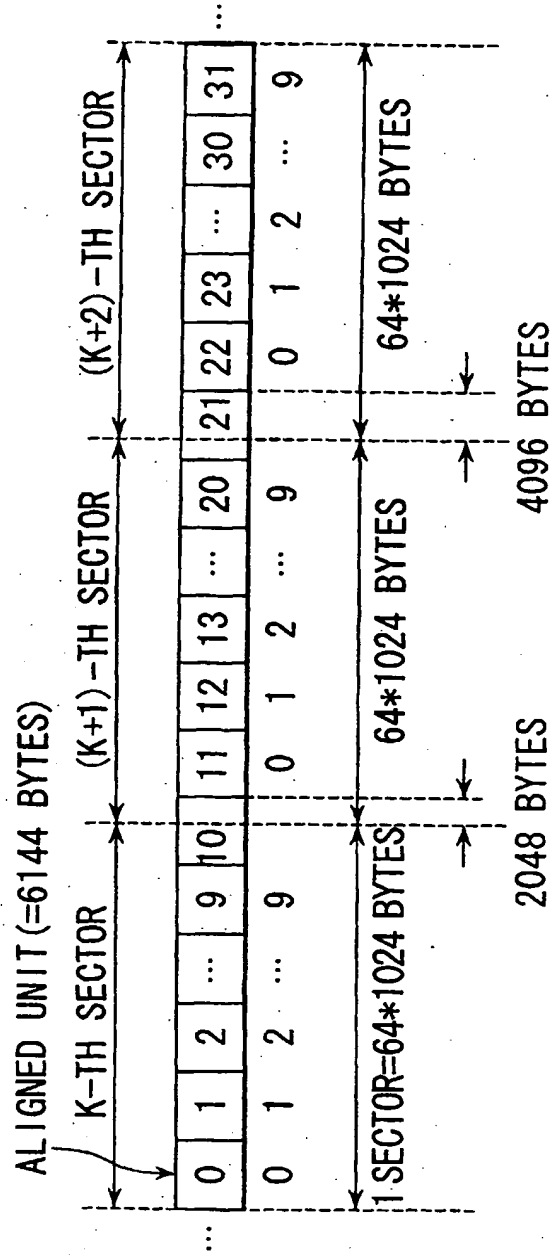 ALIGNED UNIT(=6144 BYTES)
K-TH SECTOR (K+1)-TH SECTOR (K+2)-TH SECTOR
... 0 1 2 ... 9 10 11 12 13 ... 20 21 22 23 ... 30 31 ...
0 1 2 ... 9 0 1 2 ... 9 0 1 2 ... 9
1 SECTOR=64*1024 BYTES 64*1024 BYTES 64*1024 BYTES
2048 BYTES 4096 BYTES